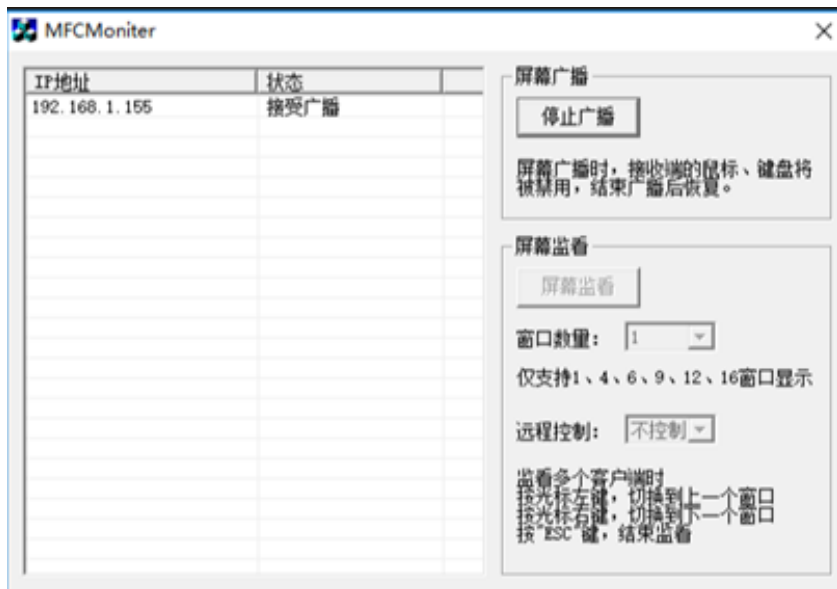 MFCMoniter
IP地址 状态
192.168.1.155 接受广播
屏幕广播
停止广播
屏幕广播时，接收端的鼠标、键盘将
被禁用，结束广播后恢复。
屏幕监看
屏幕监看
窗口数量： 1
仅支持1、4、6、9、12、16窗口显示
远程控制： 不控制
监看多个客户端时
按光标左键，切换到上一个窗口
按光标右键，切换到下一个窗口
按"ESC"键，结束监看